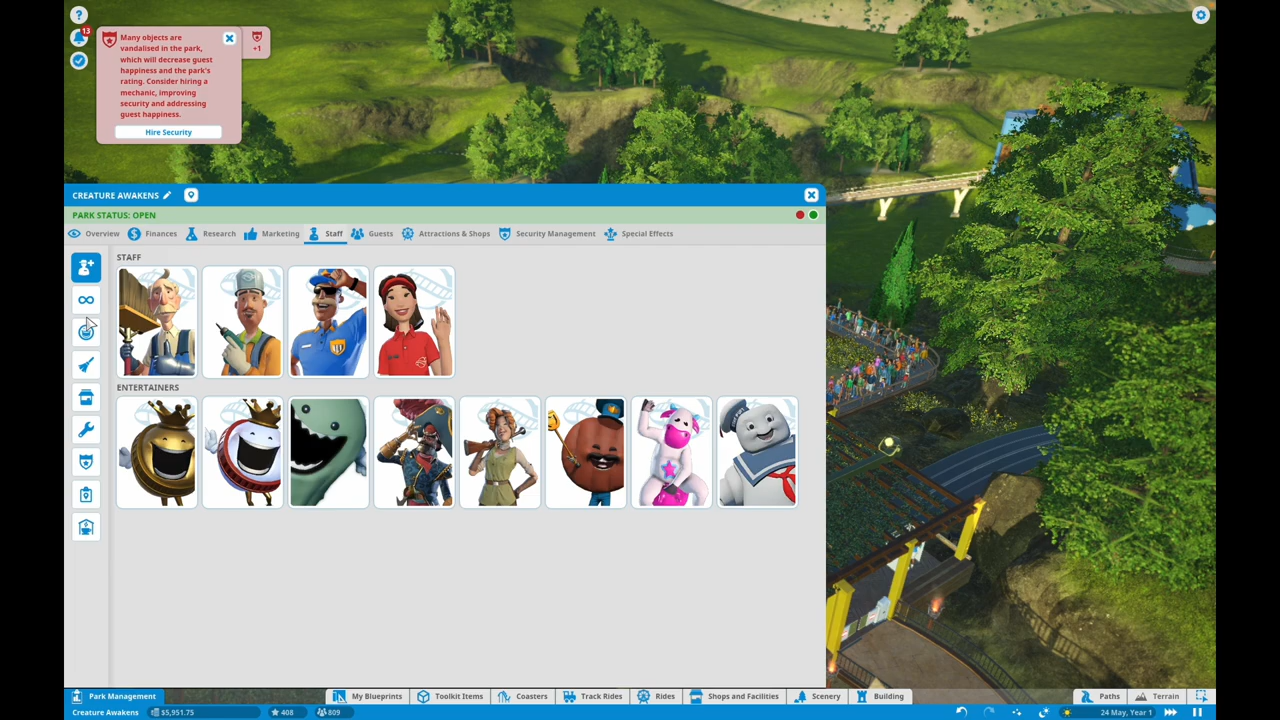 ?
13
Many objects are
vandalised in the park,
which will decrease guest
happiness and the park's
rating. Consider hiring a
mechanic, improving
security and addressing
guest happiness.
Hire Security
+1
CREATURE AWAKENS
PARK STATUS: OPEN
Overview Finances Research Marketing Staff Guests Attractions & Shops Security Management Special Effects
STAFF
ENTERTAINERS
Park Management My Blueprints Toolkit Items Coasters Track Rides Rides Shops and Facilities Scenery Building Paths Terrain
Creature Awakens $5,951.75 408 809 24 May, Year 1